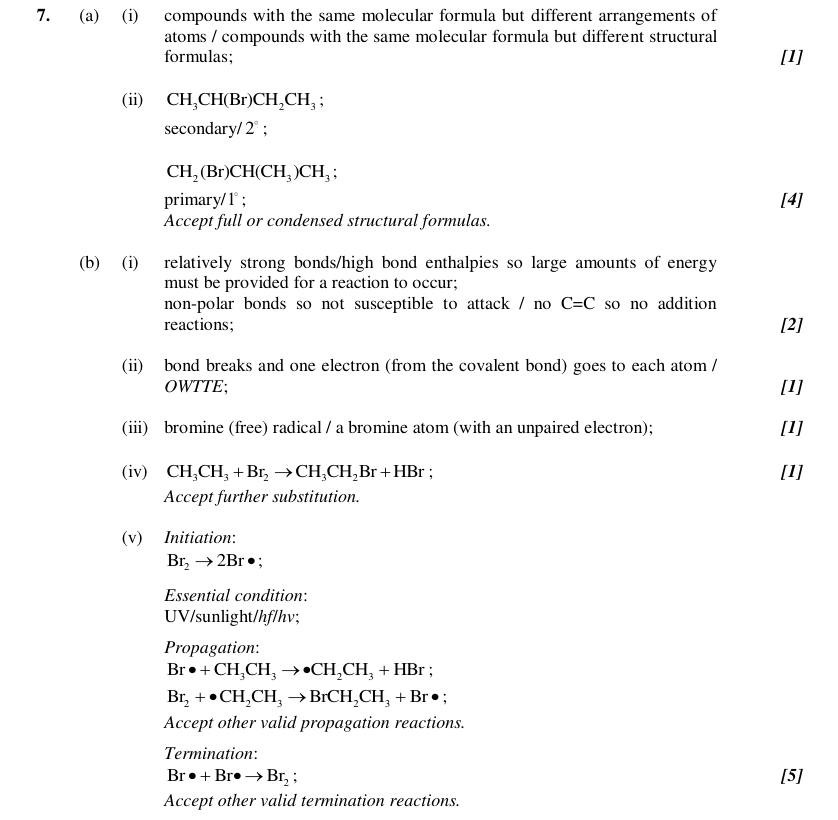 7. (a) (i) compounds with the same molecular formula but different arrangements of
atoms / compounds with the same molecular formula but different structural
formulas; [1]
(ii) CH₃CH(Br)CH₂CH₃ ;
secondary/ 2° ;
CH₂(Br)CH(CH₃)CH₃ ;
primary/1° ; [4]
Accept full or condensed structural formulas.
(b) (i) relatively strong bonds/high bond enthalpies so large amounts of energy
must be provided for a reaction to occur;
non-polar bonds so not susceptible to attack / no C=C so no addition
reactions; [2]
(ii) bond breaks and one electron (from the covalent bond) goes to each atom /
OWTTE; [1]
(iii) bromine (free) radical / a bromine atom (with an unpaired electron); [1]
(iv) CH₃CH₃ + Br₂ → CH₃CH₂Br + HBr ; [1]
Accept further substitution.
(v) Initiation:
Br₂ → 2Br• ;
Essential condition:
UV/sunlight/hf/hv;
Propagation:
Br• + CH₃CH₃ → •CH₂CH₃ + HBr ;
Br₂ + •CH₂CH₃ → BrCH₂CH₃ + Br• ;
Accept other valid propagation reactions.
Termination:
Br• + Br• → Br₂ ; [5]
Accept other valid termination reactions.